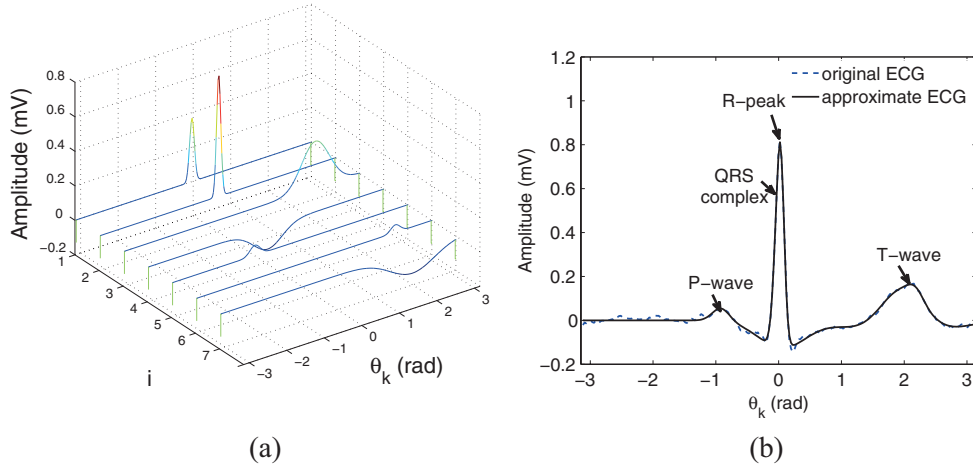 0.8
0.6
0.4
0.2
0
−0.2
Amplitude (mV)
1
2
3
4
5
6
7
i
−3
−2
−1
0
1
2
3
θ_k (rad)
(a)
1.2
1
0.8
0.6
0.4
0.2
0
−0.2
Amplitude (mV)
original ECG
approximate ECG
R−peak
QRS
complex
P−wave
T−wave
−3
−2
−1
0
1
2
3
θ_k (rad)
(b)